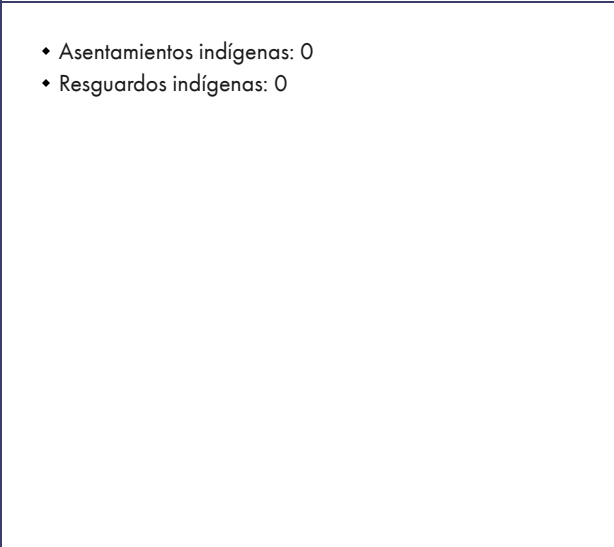 ⬥ Asentamientos indígenas: 0
⬥ Resguardos indígenas: 0